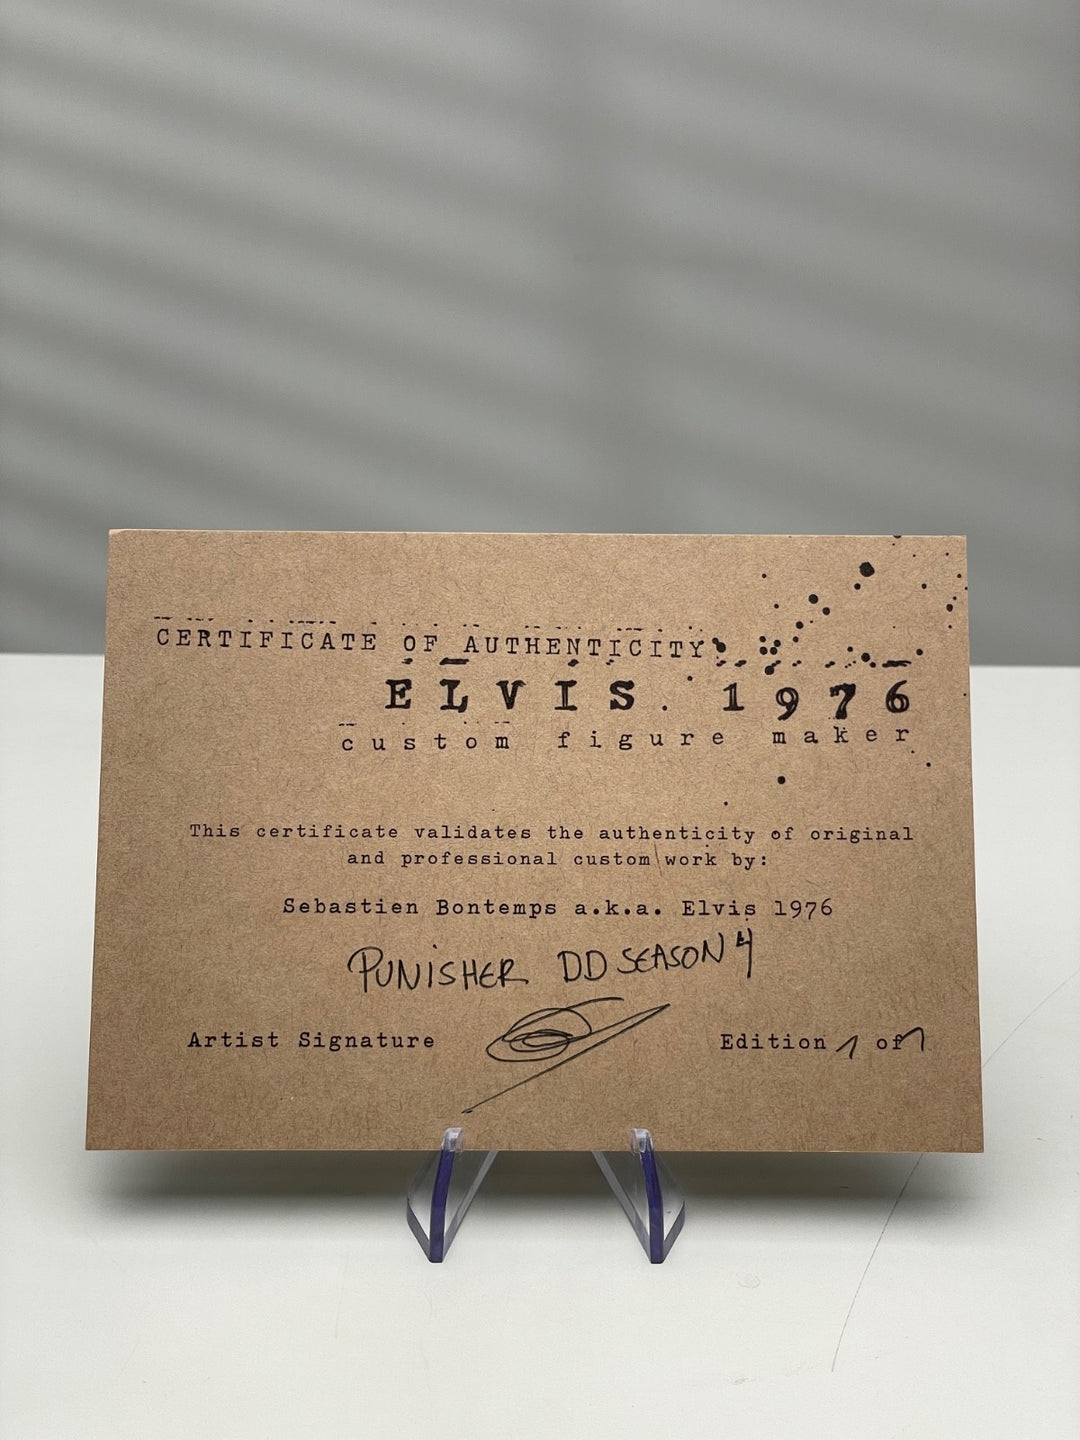 CERTIFICATE OF AUTHENTICITY
ELVIS. 1976
custom figure maker
This certificate validates the authenticity of original
and professional custom work by:
Sebastien Bontemps a.k.a. Elvis 1976
PUNISHER DD SEASON 4
Artist Signature
Edition 1 of 1